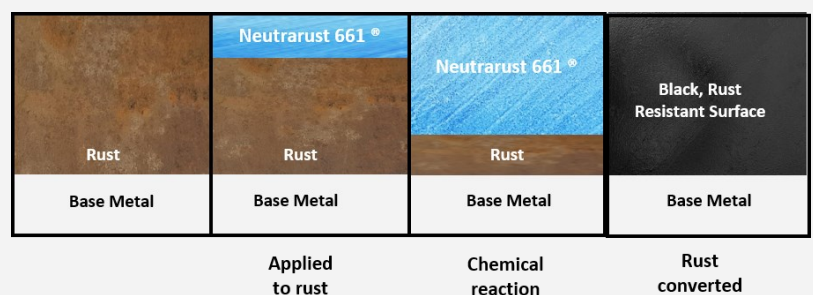 Rust
Base Metal
Neutrarust 661 ®
Rust
Base Metal
Applied
to rust
Neutrarust 661 ®
Rust
Base Metal
Chemical
reaction
Black, Rust
Resistant Surface
Base Metal
Rust
converted